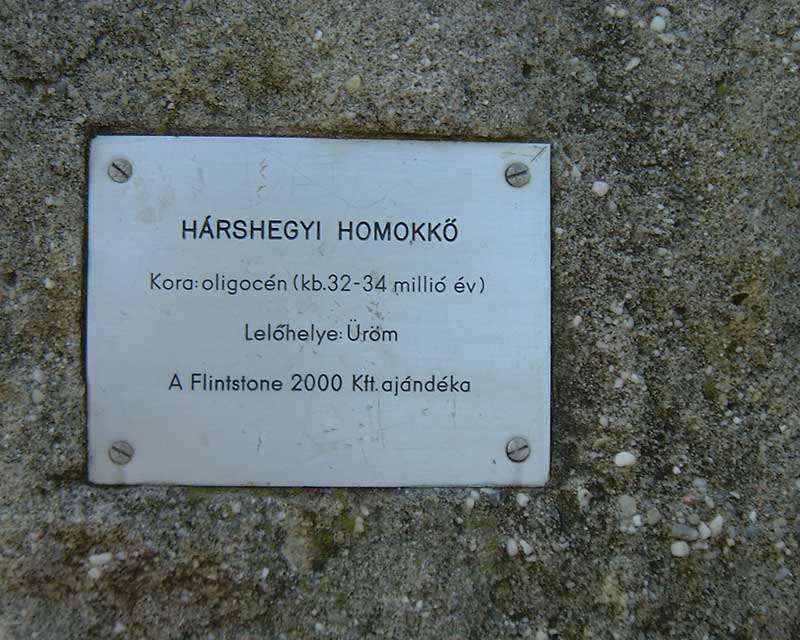 HÁRSHEGYI HOMOKKŐ
Kora: oligocén (kb. 32-34 millió év)
Lelőhelye: Üröm
A Flintstone 2000 Kft. ajándéka